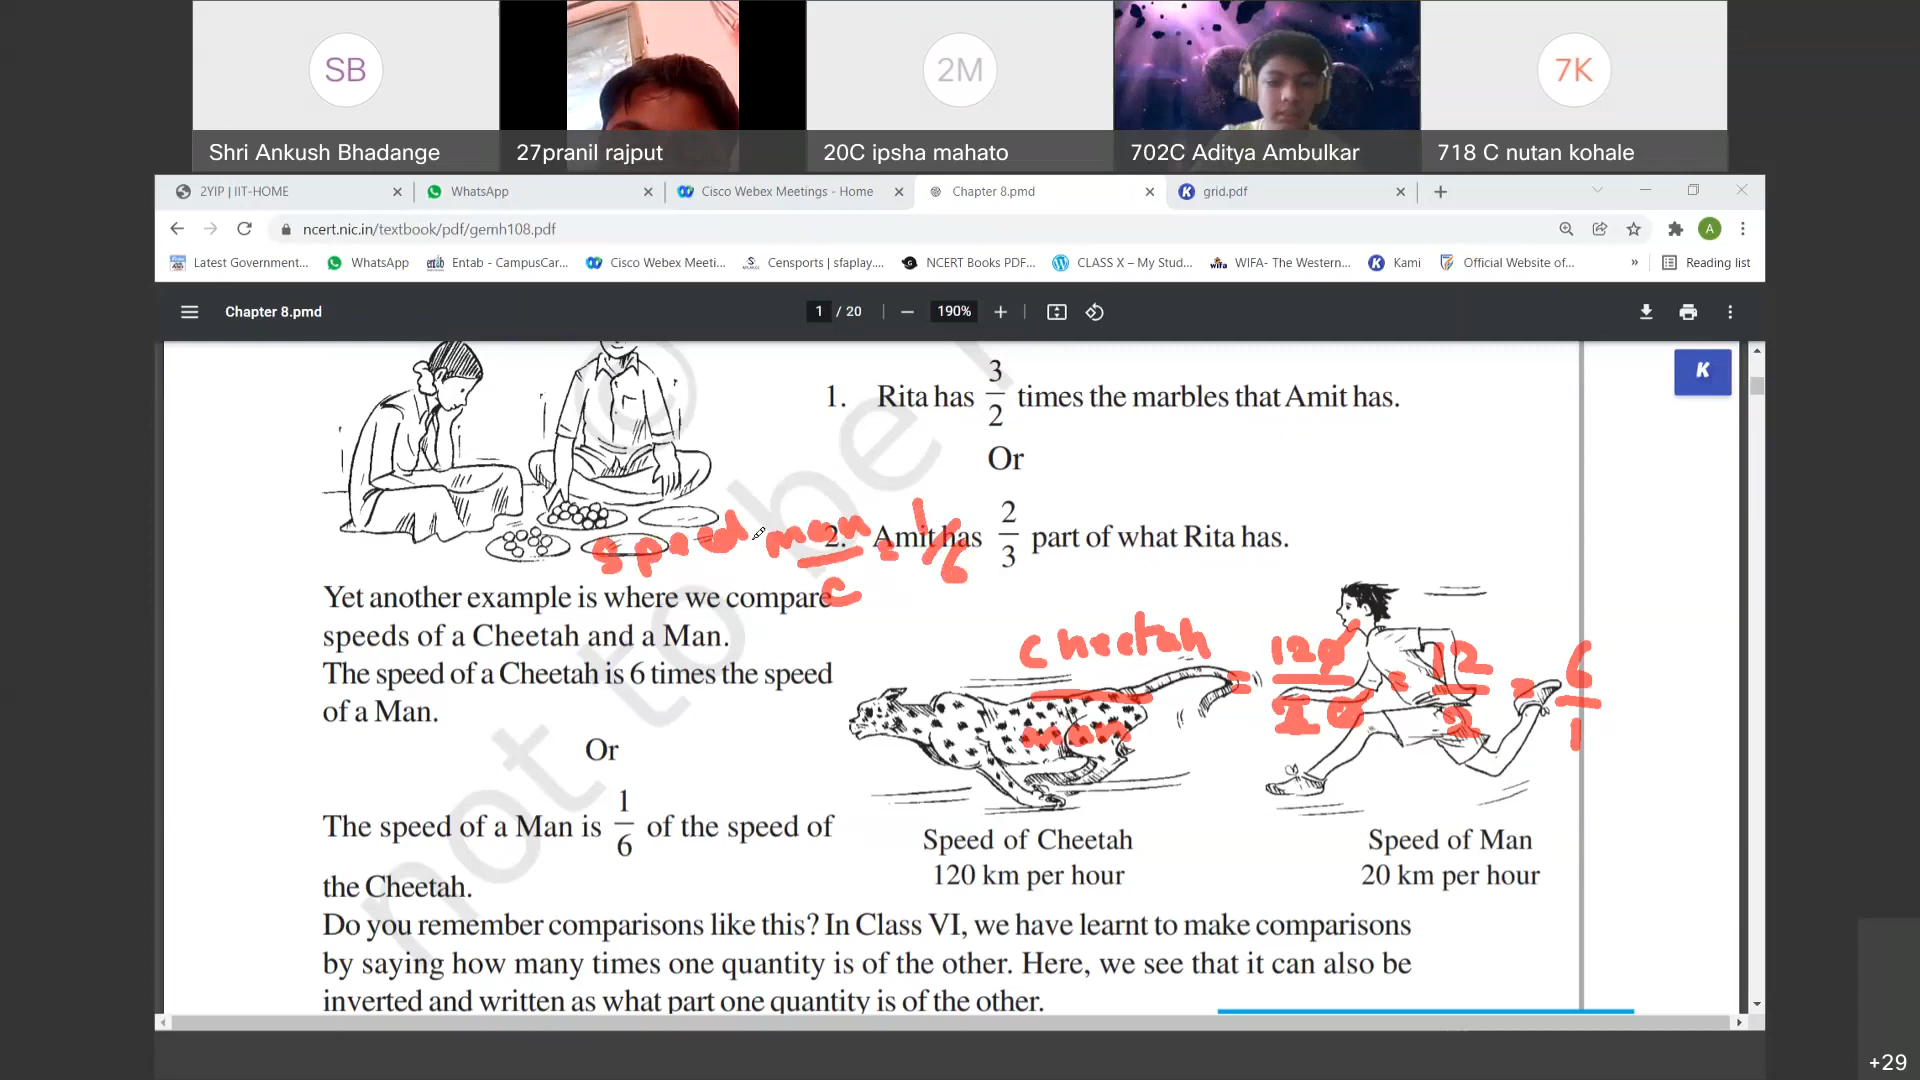 SB
2M
7K
Shri Ankush Bhadange
27pranil rajput
20C ipsha mahato
702C Aditya Ambulkar
718 C nutan kohale
2YIP | IIT-HOME
WhatsApp
Cisco Webex Meetings - Home
Chapter 8.pmd
grid.pdf
ncert.nic.in/textbook/pdf/gemh108.pdf
A
Latest Government...
WhatsApp
Entab - CampusCar...
Cisco Webex Meeti...
Censports | sfaplay....
NCERT Books PDF...
CLASS X – My Stud...
WIFA- The Western...
Kami
Official Website of...
»
Reading list
Chapter 8.pmd
1 / 20
190%
K
1. Rita has 3/2 times the marbles that Amit has.
Or
2. Amit has 2/3 part of what Rita has.
speed man/c = 1/6
Yet another example is where we compare
speeds of a Cheetah and a Man.
The speed of a Cheetah is 6 times the speed
of a Man.
Or
The speed of a Man is 1/6 of the speed of
the Cheetah.
cheetah/man = 120/20 = 12/2 = 6/1
Speed of Cheetah
120 km per hour
Speed of Man
20 km per hour
Do you remember comparisons like this? In Class VI, we have learnt to make comparisons
by saying how many times one quantity is of the other. Here, we see that it can also be
inverted and written as what part one quantity is of the other.
not to be r
©
+29